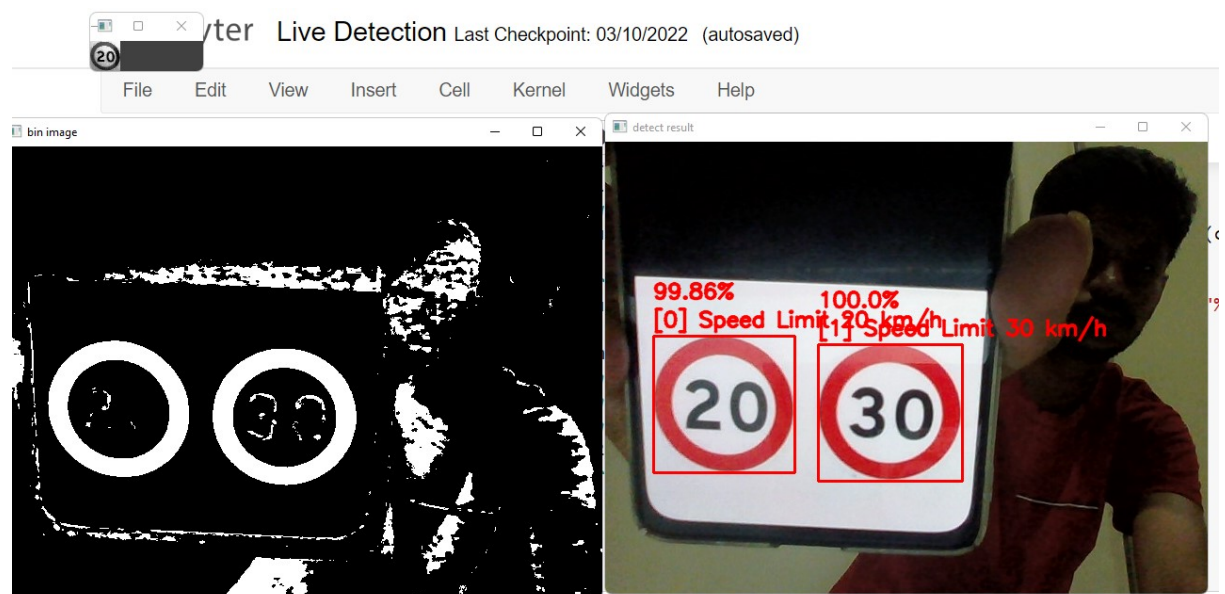 yter Live Detection Last Checkpoint: 03/10/2022 (autosaved)
20
File Edit View Insert Cell Kernel Widgets Help
bin image
detect result
99.86%
100.0%
[0] Speed Limit 20 km/h
[1] Speed Limit 30 km/h
20
30